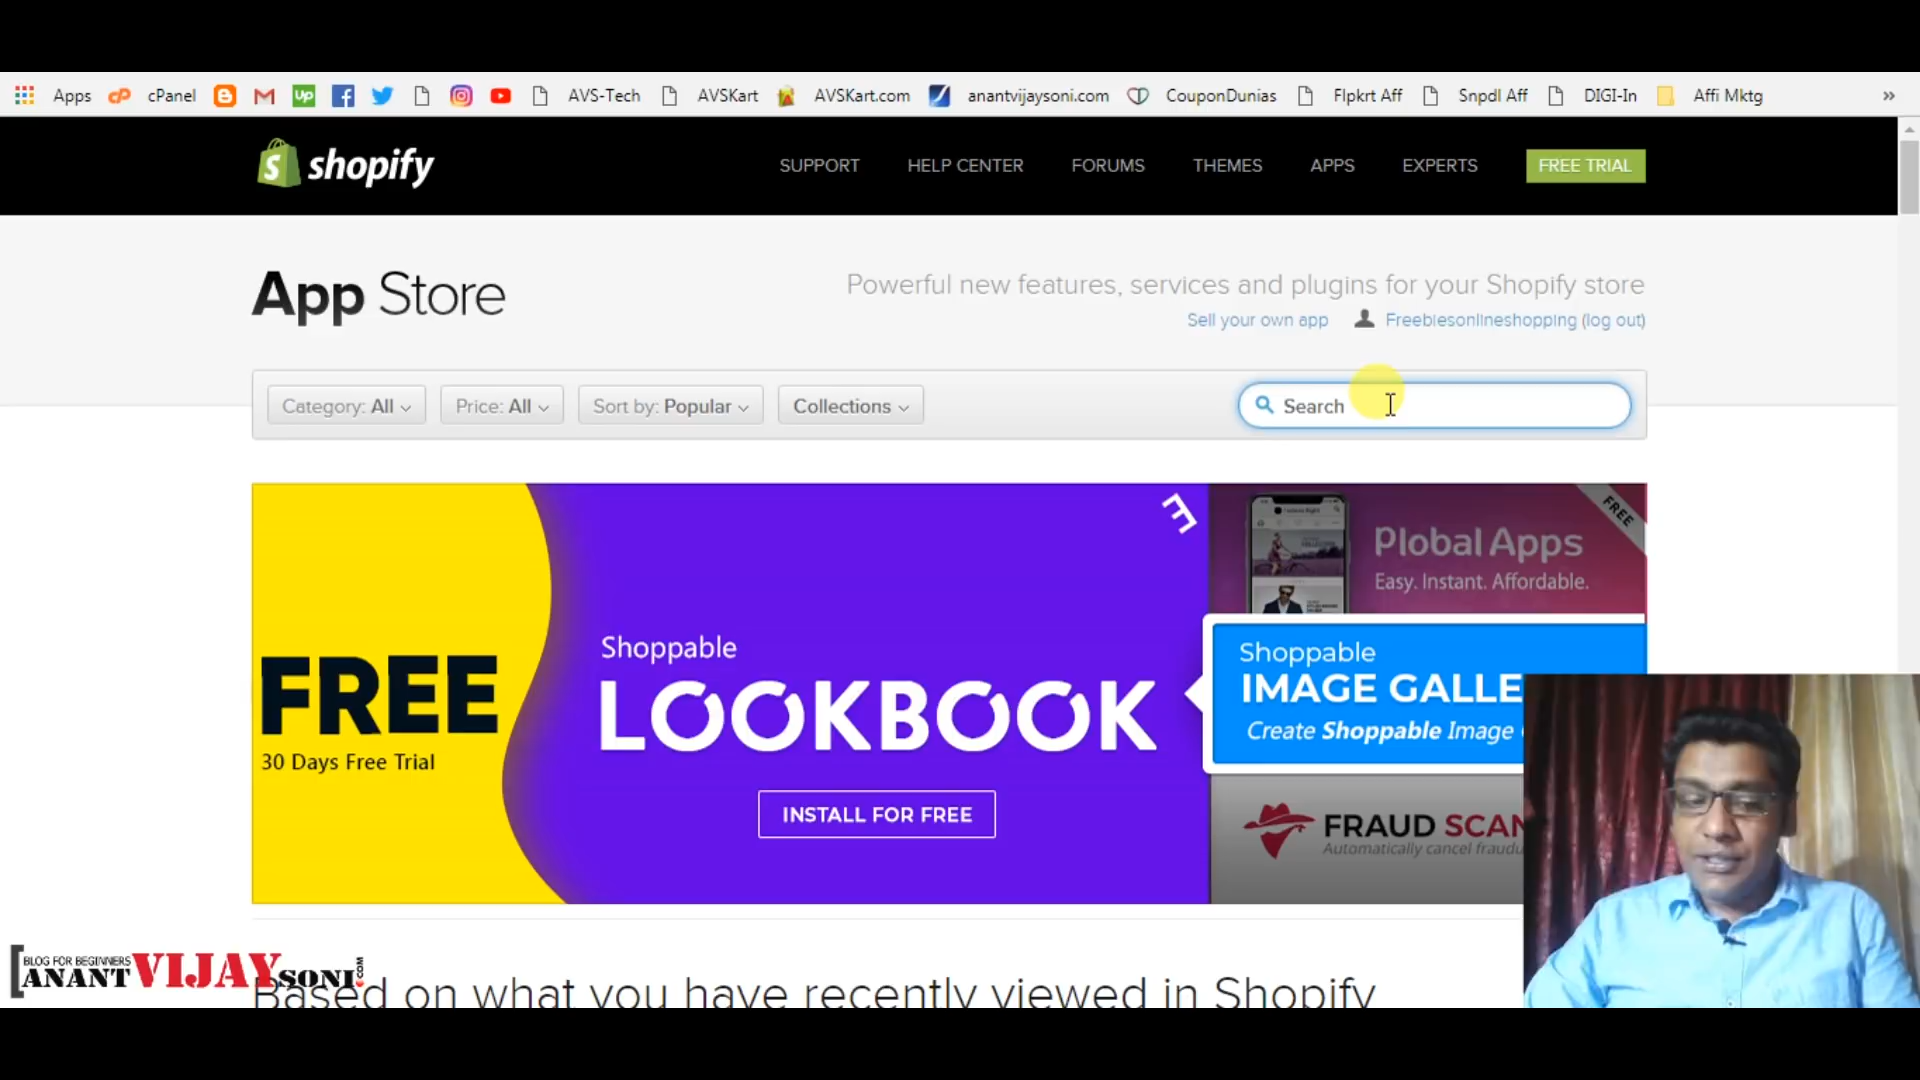 Apps cPanel AVS-Tech AVSKart AVSKart.com anantvijaysoni.com CouponDunias Flpkrt Aff Snpdl Aff DIGI-In Affi Mktg »
shopify SUPPORT HELP CENTER FORUMS THEMES APPS EXPERTS FREE TRIAL
App Store
Powerful new features, services and plugins for your Shopify store
Sell your own app Freebiesonlineshopping (log out)
Category: All Price: All Sort by: Popular Collections Search
FREE
30 Days Free Trial
Shoppable
LOOKBOOK
INSTALL FOR FREE
FREE
Plobal Apps
Easy. Instant. Affordable.
Shoppable
IMAGE GALLE
Create Shoppable Image
FRAUD SCAN
Automatically cancel fraudu
BLOG FOR BEGINNERS
ANANTVIJAYSONI.COM
Based on what you have recently viewed in Shopify